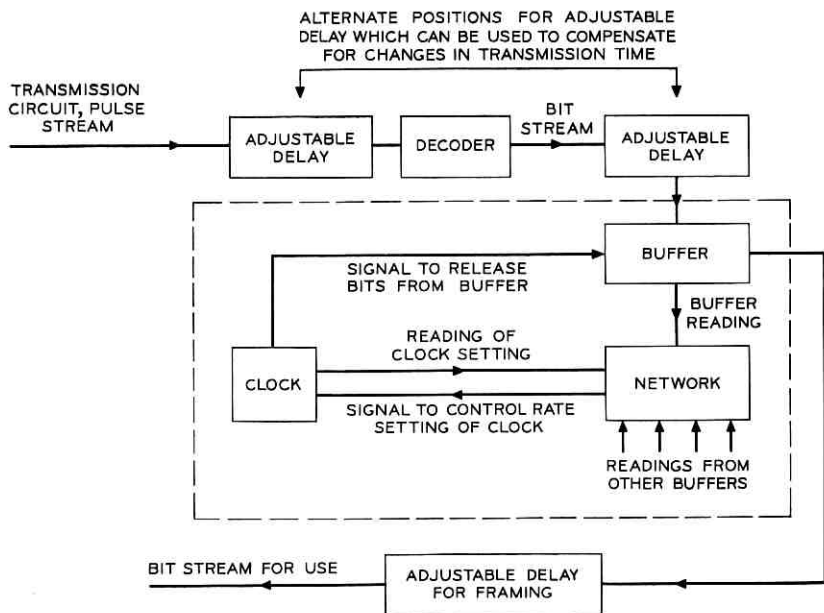 ALTERNATE POSITIONS FOR ADJUSTABLE
DELAY WHICH CAN BE USED TO COMPENSATE
FOR CHANGES IN TRANSMISSION TIME
TRANSMISSION
CIRCUIT, PULSE
STREAM
ADJUSTABLE
DELAY
DECODER
BIT
STREAM
ADJUSTABLE
DELAY
BUFFER
SIGNAL TO RELEASE
BITS FROM BUFFER
BUFFER
READING
READING OF
CLOCK SETTING
CLOCK
NETWORK
SIGNAL TO CONTROL RATE
SETTING OF CLOCK
READINGS FROM
OTHER BUFFERS
BIT STREAM FOR USE
ADJUSTABLE DELAY
FOR FRAMING